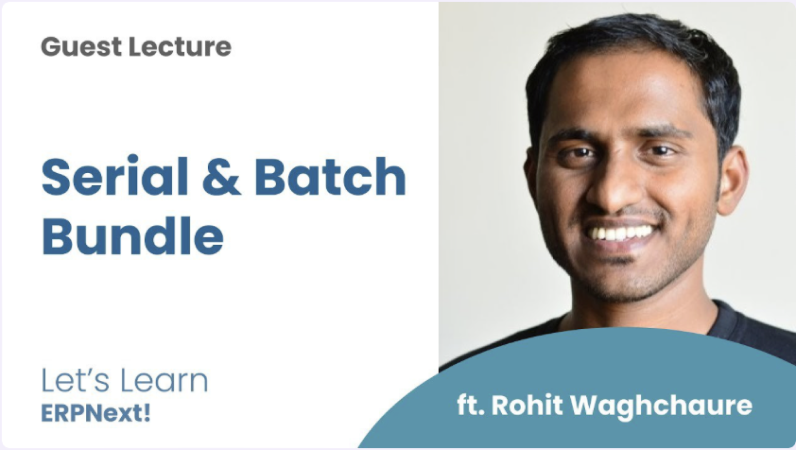 Guest Lecture
Serial & Batch
Bundle
Let's Learn
ERPNext!
ft. Rohit Waghchaure